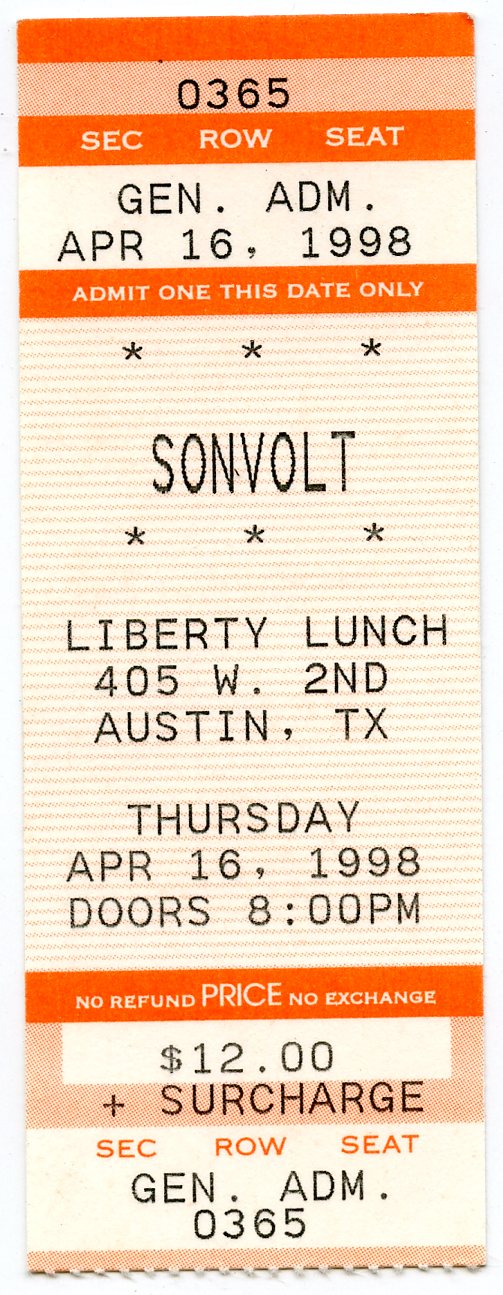 0365
SEC ROW SEAT
GEN. ADM.
APR 16, 1998
ADMIT ONE THIS DATE ONLY
* * *
SONVOLT
* * *
LIBERTY LUNCH
405 W. 2ND
AUSTIN, TX
THURSDAY
APR 16, 1998
DOORS 8:00PM
NO REFUND PRICE NO EXCHANGE
$12.00
+ SURCHARGE
SEC ROW SEAT
GEN. ADM.
0365